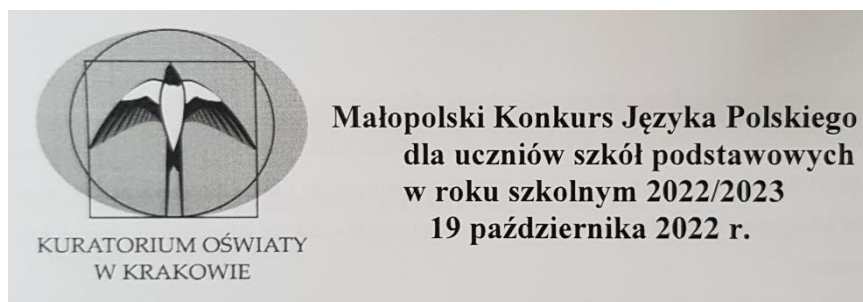 Małopolski Konkurs Języka Polskiego
dla uczniów szkół podstawowych
w roku szkolnym 2022/2023
19 października 2022 r.
KURATORIUM OŚWIATY
W KRAKOWIE